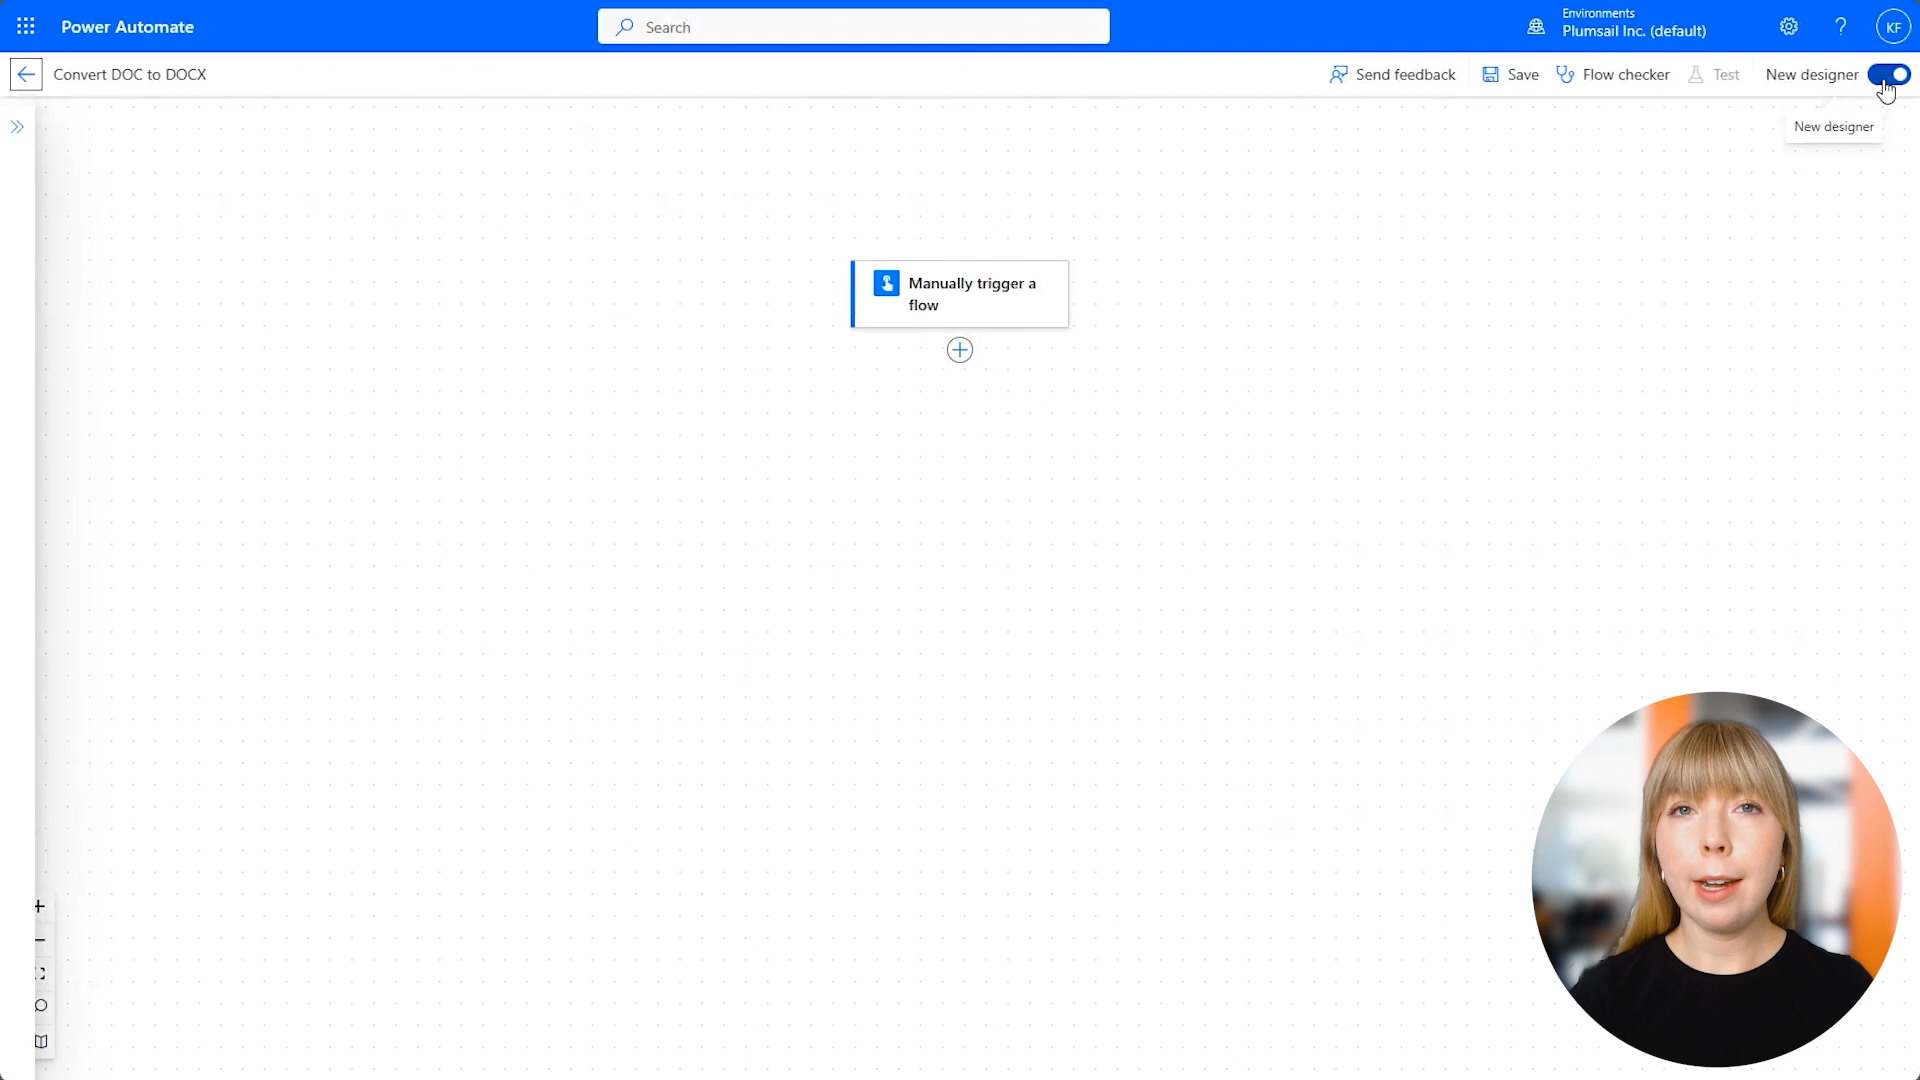 Power Automate
Search
Environments
Plumsail Inc. (default)
KF
Convert DOC to DOCX
Send feedback
Save
Flow checker
Test
New designer
New designer
Manually trigger a
flow